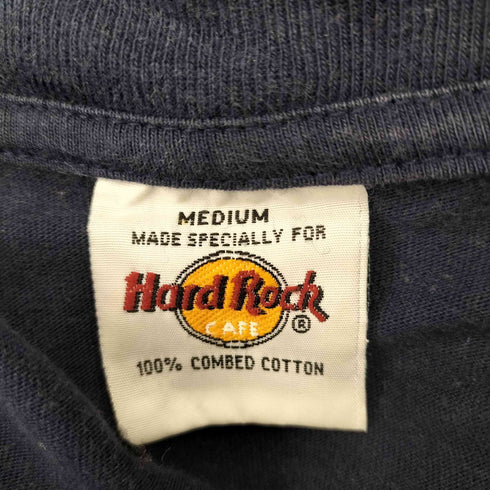 MEDIUM
MADE SPECIALLY FOR
Hard Rock
CAFE ®
100% COMBED COTTON